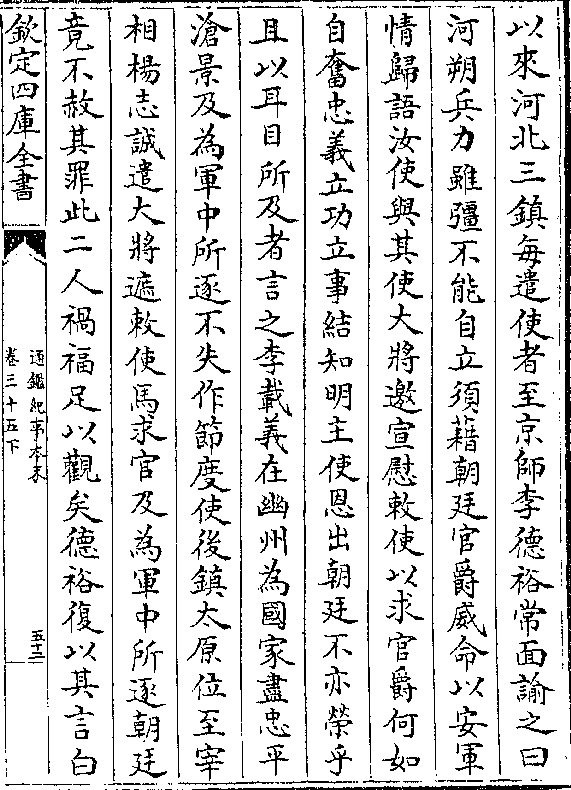 以來河北三鎮每遣使者至京師李德裕常面諭之曰
河朔兵力雖彊不能自立須藉朝廷官爵威命以安軍
情歸語汝使與其使大將邀宣慰敕使以求官爵何如
自奮忠義立功立事結知明主使恩出朝廷不亦榮乎
且以耳目所及者言之李載義在幽州為國家盡忠平
滄景及為軍中所逐不失作節度使後鎮太原位至宰
相楊志誠遣大將遮敕使馬求官及為軍中所逐朝廷
竟不赦其罪此二人禍福足以觀矣德裕復以其言白
欽定四庫全書
通鑑紀事本末
卷三十五下
五十二